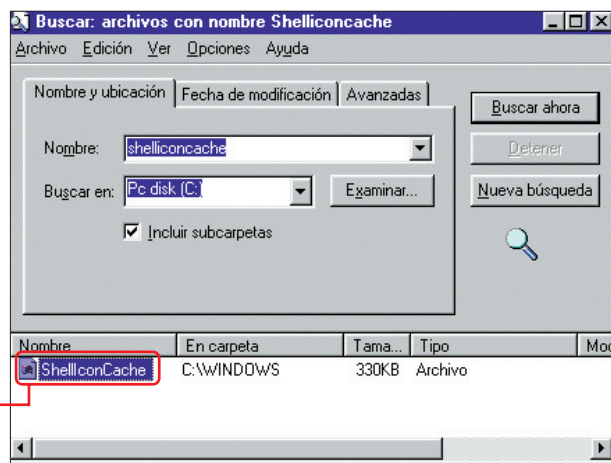 Buscar: archivos con nombre Shelliconcache
Archivo Edición Ver Opciones Ayuda
Nombre y ubicación Fecha de modificación Avanzadas
Buscar ahora
Nombre: shelliconcache
Detener
Buscar en: Pc disk (C:) Examinar... Nueva búsqueda
Incluir subcarpetas
Nombre En carpeta Tama... Tipo Mod
ShellIconCache C:\WINDOWS 330KB Archivo